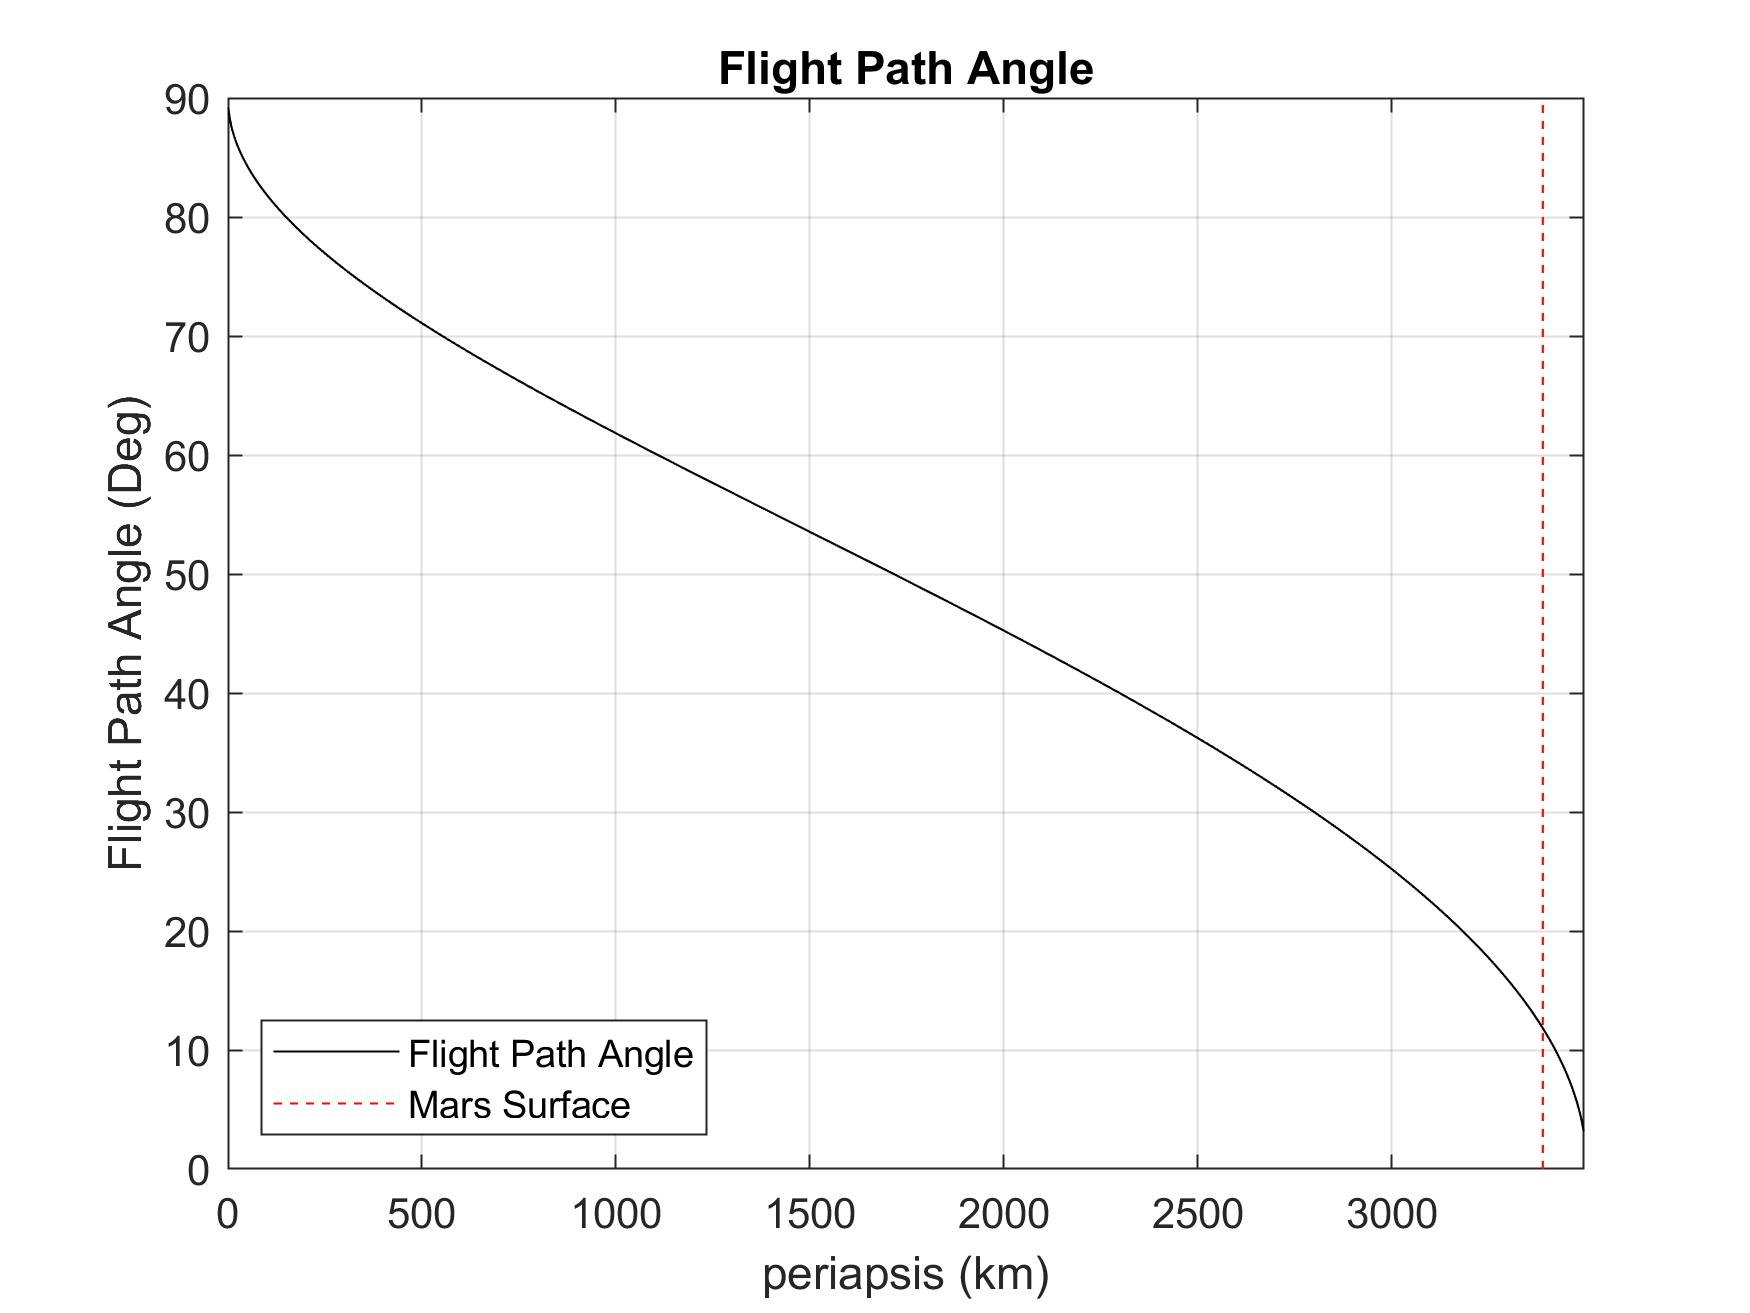 Flight Path Angle
90
80
70
60
50
40
30
20
10
0
Flight Path Angle (Deg)
Flight Path Angle
Mars Surface
0 500 1000 1500 2000 2500 3000
periapsis (km)